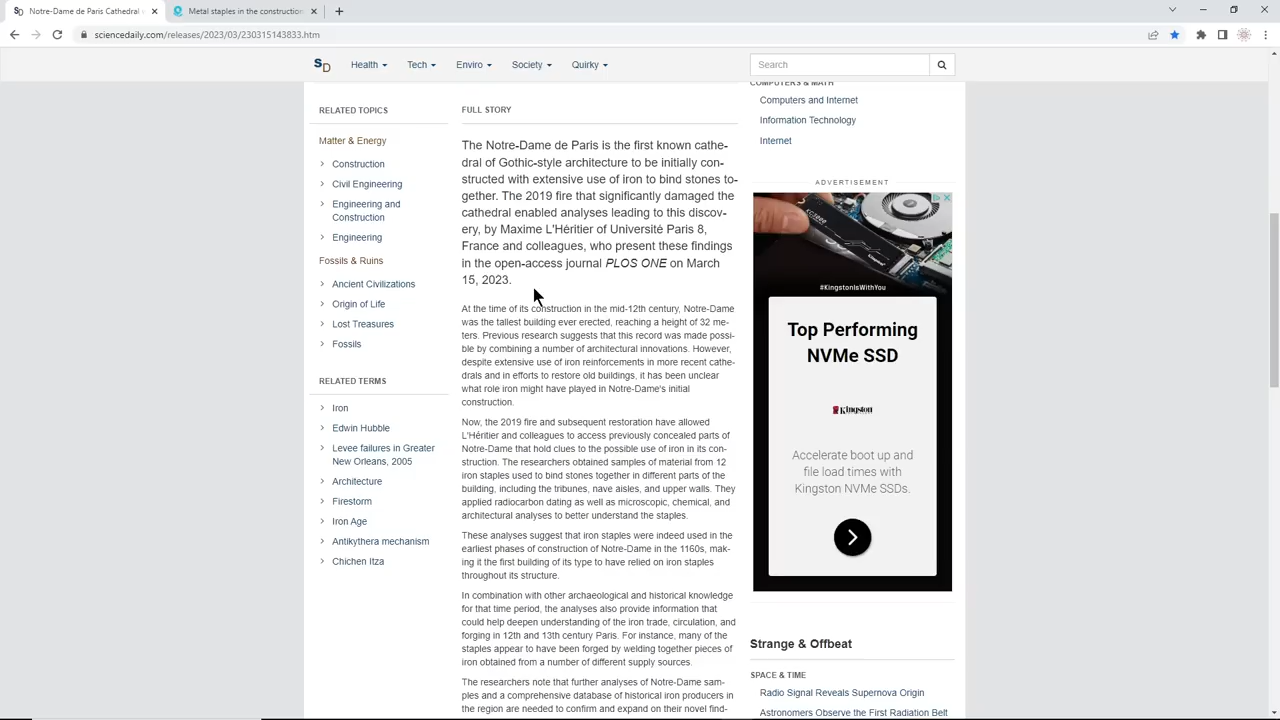 Notre-Dame de Paris Cathedral
Metal staples in the construction
sciencedaily.com/releases/2023/03/230315143833.htm
SD
Health
Tech
Enviro
Society
Quirky
Search
RELATED TOPICS
Matter & Energy
Construction
Civil Engineering
Engineering and
Construction
Engineering
Fossils & Ruins
Ancient Civilizations
Origin of Life
Lost Treasures
Fossils
RELATED TERMS
Iron
Edwin Hubble
Levee failures in Greater
New Orleans, 2005
Architecture
Firestorm
Iron Age
Antikythera mechanism
Chichen Itza
FULL STORY
The Notre-Dame de Paris is the first known cathe-
dral of Gothic-style architecture to be initially con-
structed with extensive use of iron to bind stones to-
gether. The 2019 fire that significantly damaged the
cathedral enabled analyses leading to this discov-
ery, by Maxime L'Héritier of Université Paris 8,
France and colleagues, who present these findings
in the open-access journal PLOS ONE on March
15, 2023.
At the time of its construction in the mid-12th century, Notre-Dame
was the tallest building ever erected, reaching a height of 32 me-
ters. Previous research suggests that this record was made possi-
ble by combining a number of architectural innovations. However,
despite extensive use of iron reinforcements in more recent cathe-
drals and in efforts to restore old buildings, it has been unclear
what role iron might have played in Notre-Dame's initial
construction.
Now, the 2019 fire and subsequent restoration have allowed
L'Héritier and colleagues to access previously concealed parts of
Notre-Dame that hold clues to the possible use of iron in its con-
struction. The researchers obtained samples of material from 12
iron staples used to bind stones together in different parts of the
building, including the tribunes, nave aisles, and upper walls. They
applied radiocarbon dating as well as microscopic, chemical, and
architectural analyses to better understand the staples.
These analyses suggest that iron staples were indeed used in the
earliest phases of construction of Notre-Dame in the 1160s, mak-
ing it the first building of its type to have relied on iron staples
throughout its structure.
In combination with other archaeological and historical knowledge
for that time period, the analyses also provide information that
could help deepen understanding of the iron trade, circulation, and
forging in 12th and 13th century Paris. For instance, many of the
staples appear to have been forged by welding together pieces of
iron obtained from a number of different supply sources.
The researchers note that further analyses of Notre-Dame sam-
ples and a comprehensive database of historical iron producers in
the region are needed to confirm and expand on their novel find-
COMPUTERS & MATH
Computers and Internet
Information Technology
Internet
ADVERTISEMENT
#KingstonIsWithYou
Top Performing
NVMe SSD
Kingston
Accelerate boot up and
file load times with
Kingston NVMe SSDs.
Strange & Offbeat
SPACE & TIME
Radio Signal Reveals Supernova Origin
Astronomers Observe the First Radiation Belt